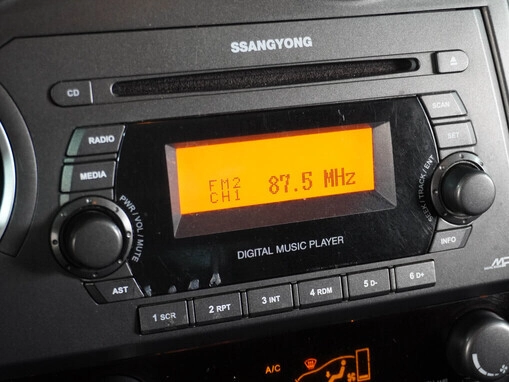 SSANGYONG
CD
SCAN
RADIO
SET
MEDIA
FM2
CH1
87.5 MHz
PWR / VOL / MUTE
SEEK / TRACK / ENT
DIGITAL MUSIC PLAYER
INFO
AST
1 SCR
2 RPT
3 INT
4 RDM
5 D-
6 D+
A/C